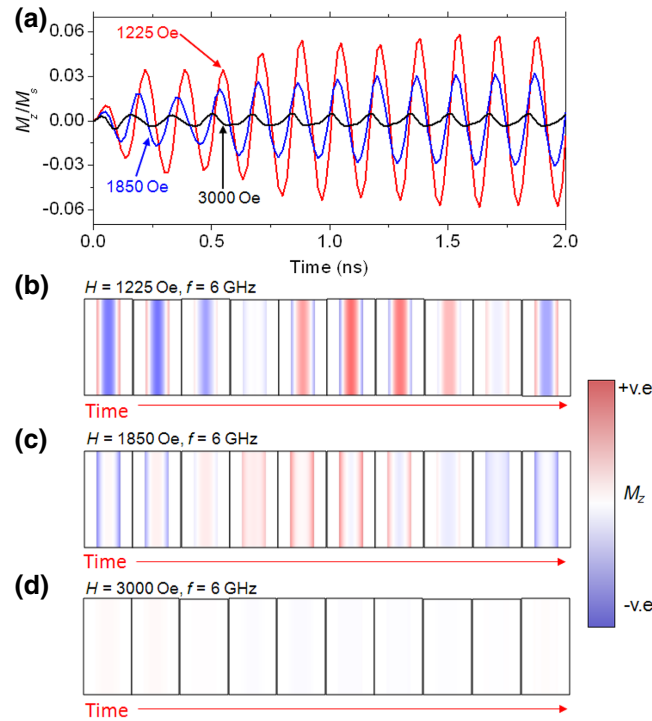 (a)
0.06
0.03
0.00
-0.03
-0.06
Mz/Ms
1225 Oe
1850 Oe
3000 Oe
0.0 0.5 1.0 1.5 2.0
Time (ns)
(b)
H = 1225 Oe, f = 6 GHz
Time
(c)
H = 1850 Oe, f = 6 GHz
Time
(d)
H = 3000 Oe, f = 6 GHz
Time
+v.e
Mz
-v.e